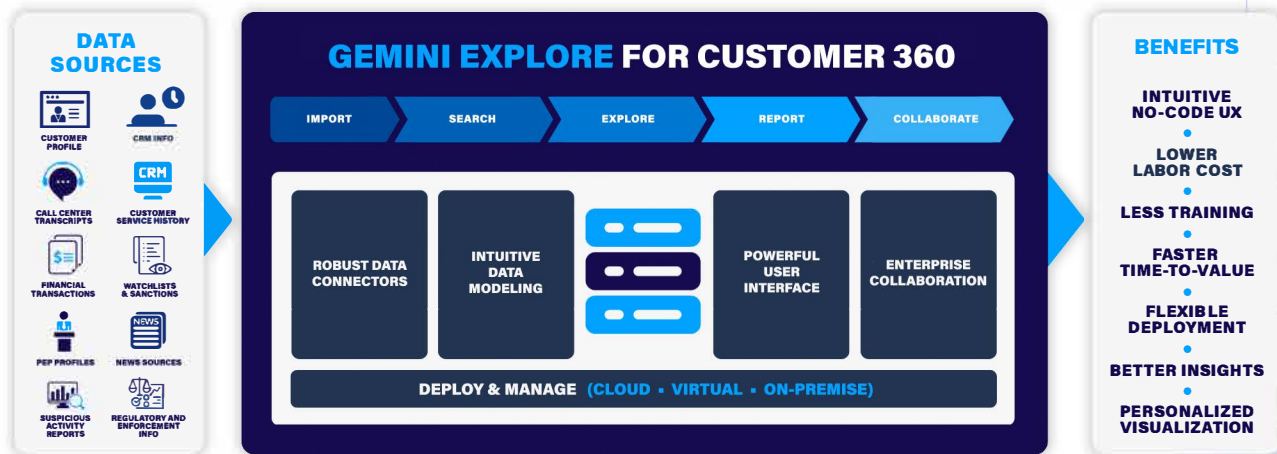 DATA
SOURCES
CUSTOMER
PROFILE
CRM INFO
CRM
CALL CENTER
TRANSCRIPTS
CUSTOMER
SERVICE HISTORY
$
FINANCIAL
TRANSACTIONS
WATCHLISTS
& SANCTIONS
NEWS
PEP PROFILES
NEWS SOURCES
SUSPICIOUS
ACTIVITY
REPORTS
REGULATORY AND
ENFORCEMENT
INFO
GEMINI EXPLORE FOR CUSTOMER 360
IMPORT
SEARCH
EXPLORE
REPORT
COLLABORATE
ROBUST DATA
CONNECTORS
INTUITIVE
DATA
MODELING
POWERFUL
USER
INTERFACE
ENTERPRISE
COLLABORATION
DEPLOY & MANAGE (CLOUD ▪ VIRTUAL ▪ ON-PREMISE)
BENEFITS
INTUITIVE
NO-CODE UX
LOWER
LABOR COST
LESS TRAINING
FASTER
TIME-TO-VALUE
FLEXIBLE
DEPLOYMENT
BETTER INSIGHTS
PERSONALIZED
VISUALIZATION